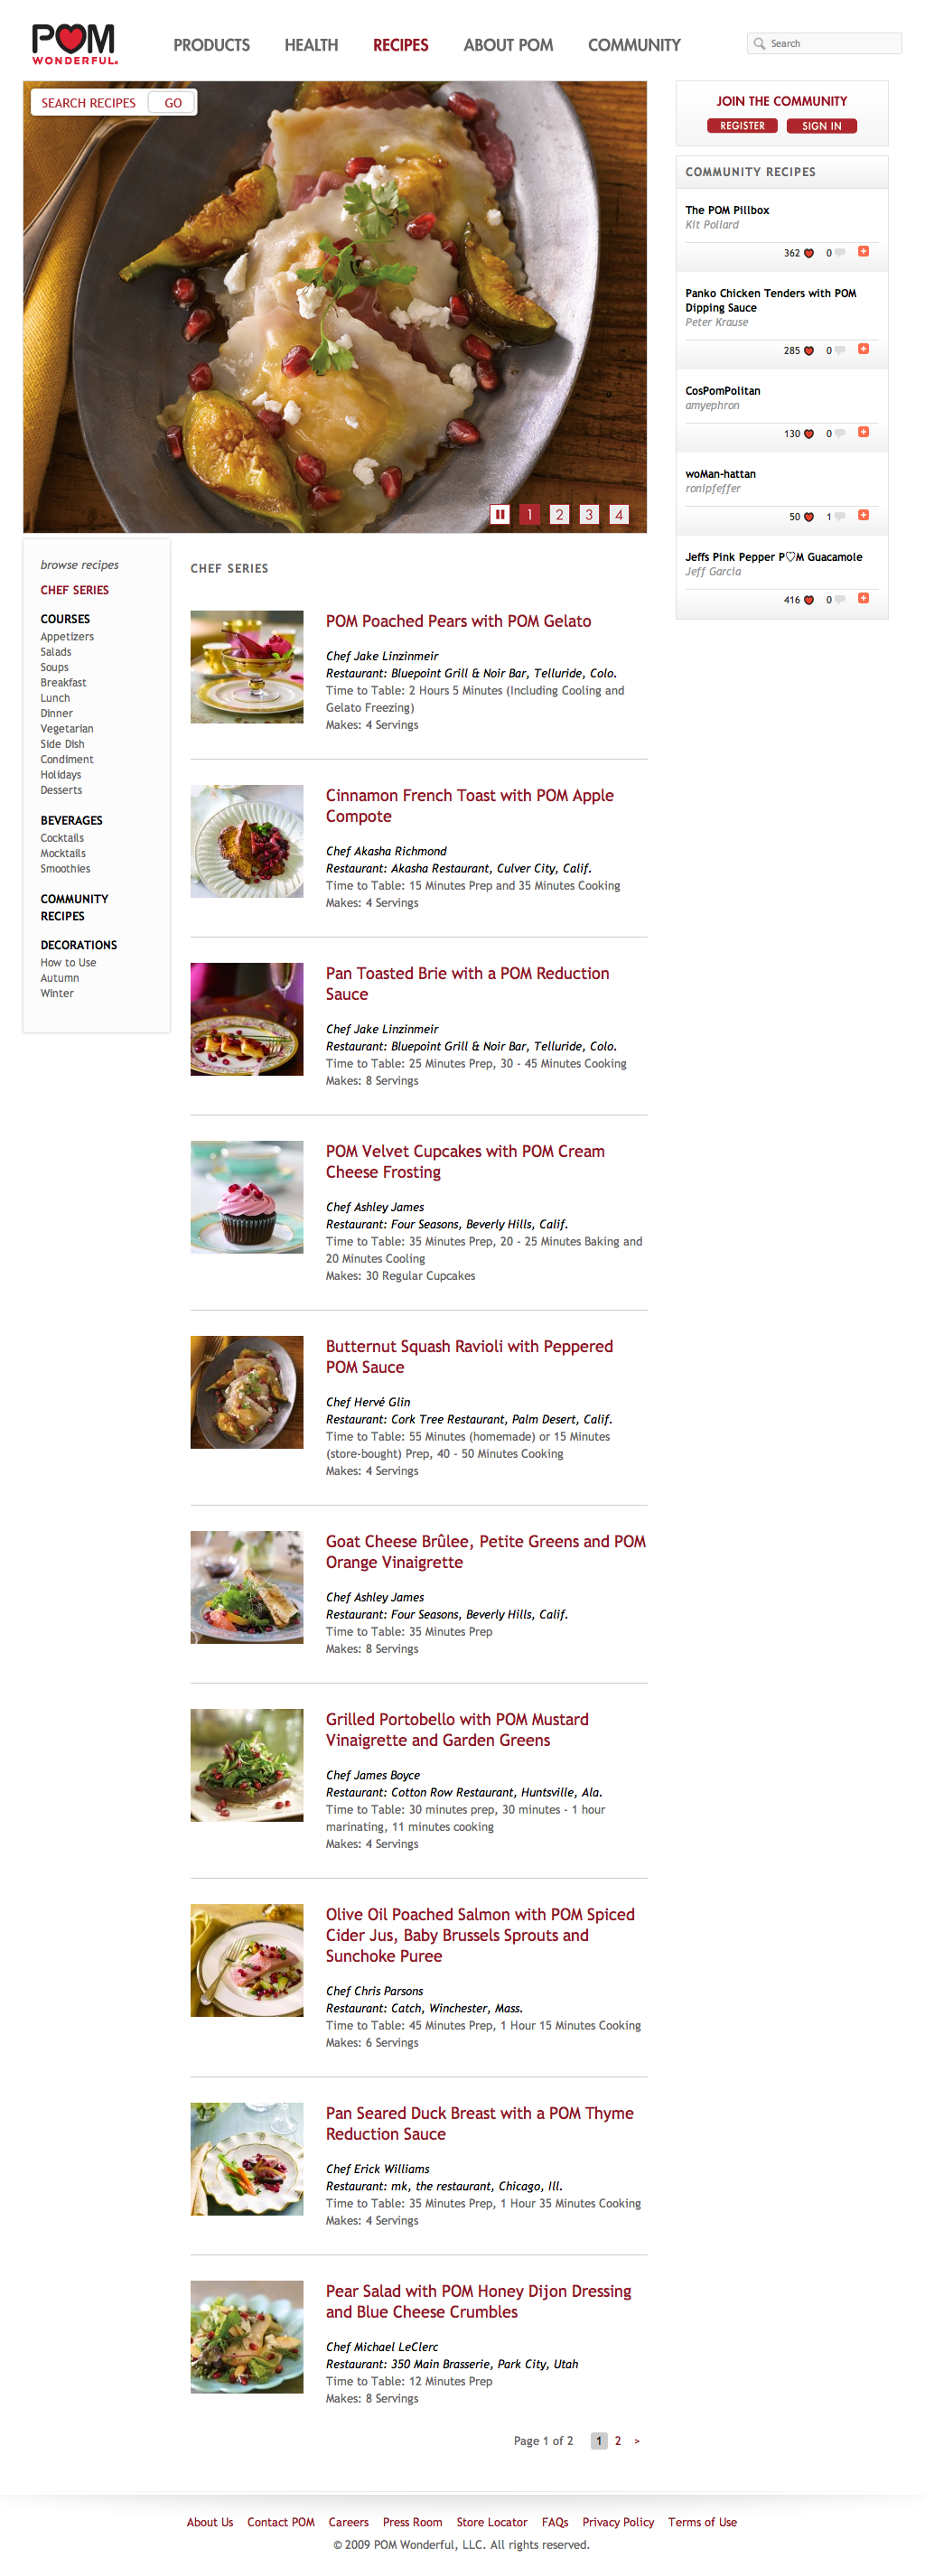 POM
WONDERFUL.
PRODUCTS HEALTH RECIPES ABOUT POM COMMUNITY
Search
SEARCH RECIPES GO
1 2 3 4
JOIN THE COMMUNITY
REGISTER SIGN IN
COMMUNITY RECIPES
The POM Pillbox
Kit Pollard
362 0
Panko Chicken Tenders with POM
Dipping Sauce
Peter Krause
285 0
CosPomPolitan
amyephron
130 0
woMan-hattan
ronipfeffer
50 1
Jeffs Pink Pepper P♡M Guacamole
Jeff Garcia
416 0
browse recipes
CHEF SERIES
COURSES
Appetizers
Salads
Soups
Breakfast
Lunch
Dinner
Vegetarian
Side Dish
Condiment
Holidays
Desserts
BEVERAGES
Cocktails
Mocktails
Smoothies
COMMUNITY
RECIPES
DECORATIONS
How to Use
Autumn
Winter
CHEF SERIES
POM Poached Pears with POM Gelato
Chef Jake Linzinmeir
Restaurant: Bluepoint Grill & Noir Bar, Telluride, Colo.
Time to Table: 2 Hours 5 Minutes (Including Cooling and
Gelato Freezing)
Makes: 4 Servings
Cinnamon French Toast with POM Apple
Compote
Chef Akasha Richmond
Restaurant: Akasha Restaurant, Culver City, Calif.
Time to Table: 15 Minutes Prep and 35 Minutes Cooking
Makes: 4 Servings
Pan Toasted Brie with a POM Reduction
Sauce
Chef Jake Linzinmeir
Restaurant: Bluepoint Grill & Noir Bar, Telluride, Colo.
Time to Table: 25 Minutes Prep, 30 - 45 Minutes Cooking
Makes: 8 Servings
POM Velvet Cupcakes with POM Cream
Cheese Frosting
Chef Ashley James
Restaurant: Four Seasons, Beverly Hills, Calif.
Time to Table: 35 Minutes Prep, 20 - 25 Minutes Baking and
20 Minutes Cooling
Makes: 30 Regular Cupcakes
Butternut Squash Ravioli with Peppered
POM Sauce
Chef Hervé Glin
Restaurant: Cork Tree Restaurant, Palm Desert, Calif.
Time to Table: 55 Minutes (homemade) or 15 Minutes
(store-bought) Prep, 40 - 50 Minutes Cooking
Makes: 4 Servings
Goat Cheese Brûlee, Petite Greens and POM
Orange Vinaigrette
Chef Ashley James
Restaurant: Four Seasons, Beverly Hills, Calif.
Time to Table: 35 Minutes Prep
Makes: 8 Servings
Grilled Portobello with POM Mustard
Vinaigrette and Garden Greens
Chef James Boyce
Restaurant: Cotton Row Restaurant, Huntsville, Ala.
Time to Table: 30 minutes prep, 30 minutes - 1 hour
marinating, 11 minutes cooking
Makes: 4 Servings
Olive Oil Poached Salmon with POM Spiced
Cider Jus, Baby Brussels Sprouts and
Sunchoke Puree
Chef Chris Parsons
Restaurant: Catch, Winchester, Mass.
Time to Table: 45 Minutes Prep, 1 Hour 15 Minutes Cooking
Makes: 6 Servings
Pan Seared Duck Breast with a POM Thyme
Reduction Sauce
Chef Erick Williams
Restaurant: mk, the restaurant, Chicago, Ill.
Time to Table: 35 Minutes Prep, 1 Hour 35 Minutes Cooking
Makes: 4 Servings
Pear Salad with POM Honey Dijon Dressing
and Blue Cheese Crumbles
Chef Michael LeClerc
Restaurant: 350 Main Brasserie, Park City, Utah
Time to Table: 12 Minutes Prep
Makes: 8 Servings
Page 1 of 2 1 2 >
About Us Contact POM Careers Press Room Store Locator FAQs Privacy Policy Terms of Use
© 2009 POM Wonderful, LLC. All rights reserved.